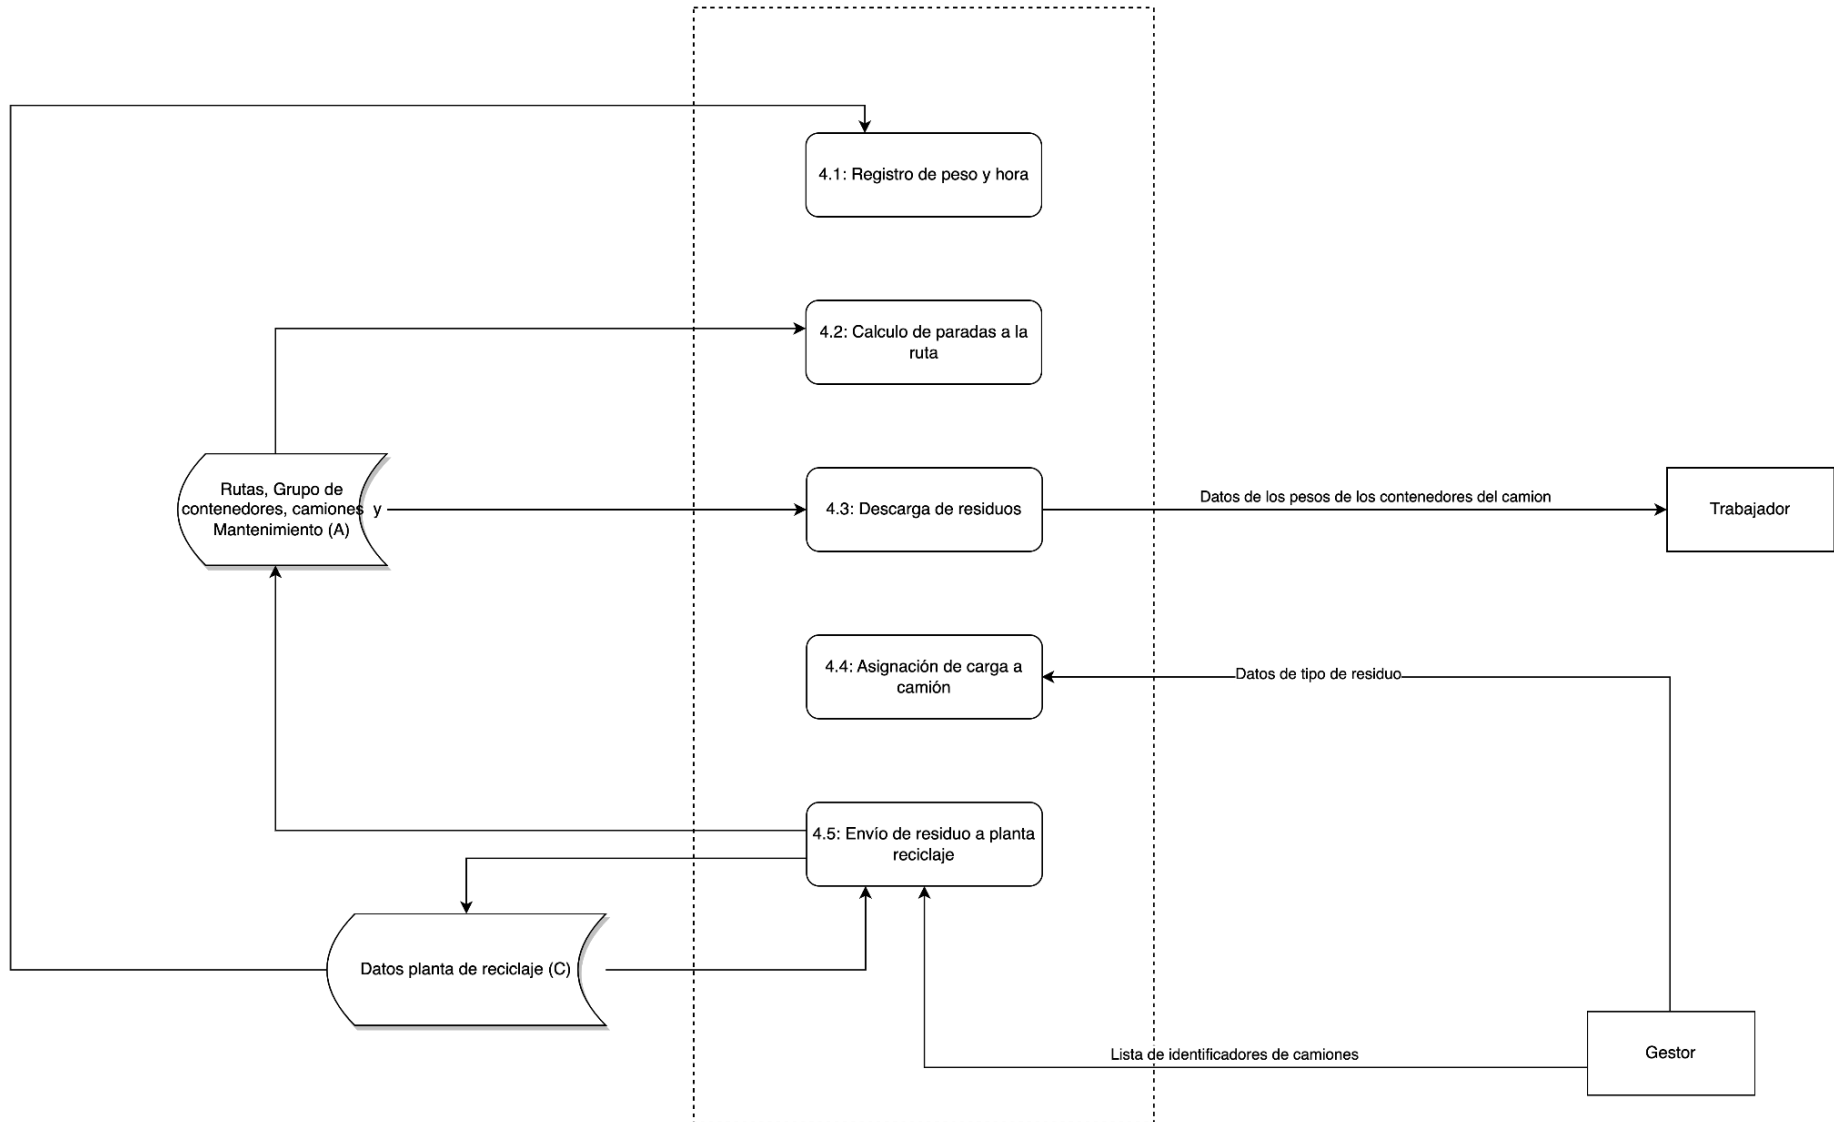 4.1: Registro de peso y hora
4.2: Calculo de paradas a la
ruta
Rutas, Grupo de
contenedores, camiones y
Mantenimiento (A)
4.3: Descarga de residuos
Datos de los pesos de los contenedores del camion
Trabajador
4.4: Asignación de carga a
camión
Datos de tipo de residuo
4.5: Envío de residuo a planta
reciclaje
Datos planta de reciclaje (C)
Lista de identificadores de camiones
Gestor